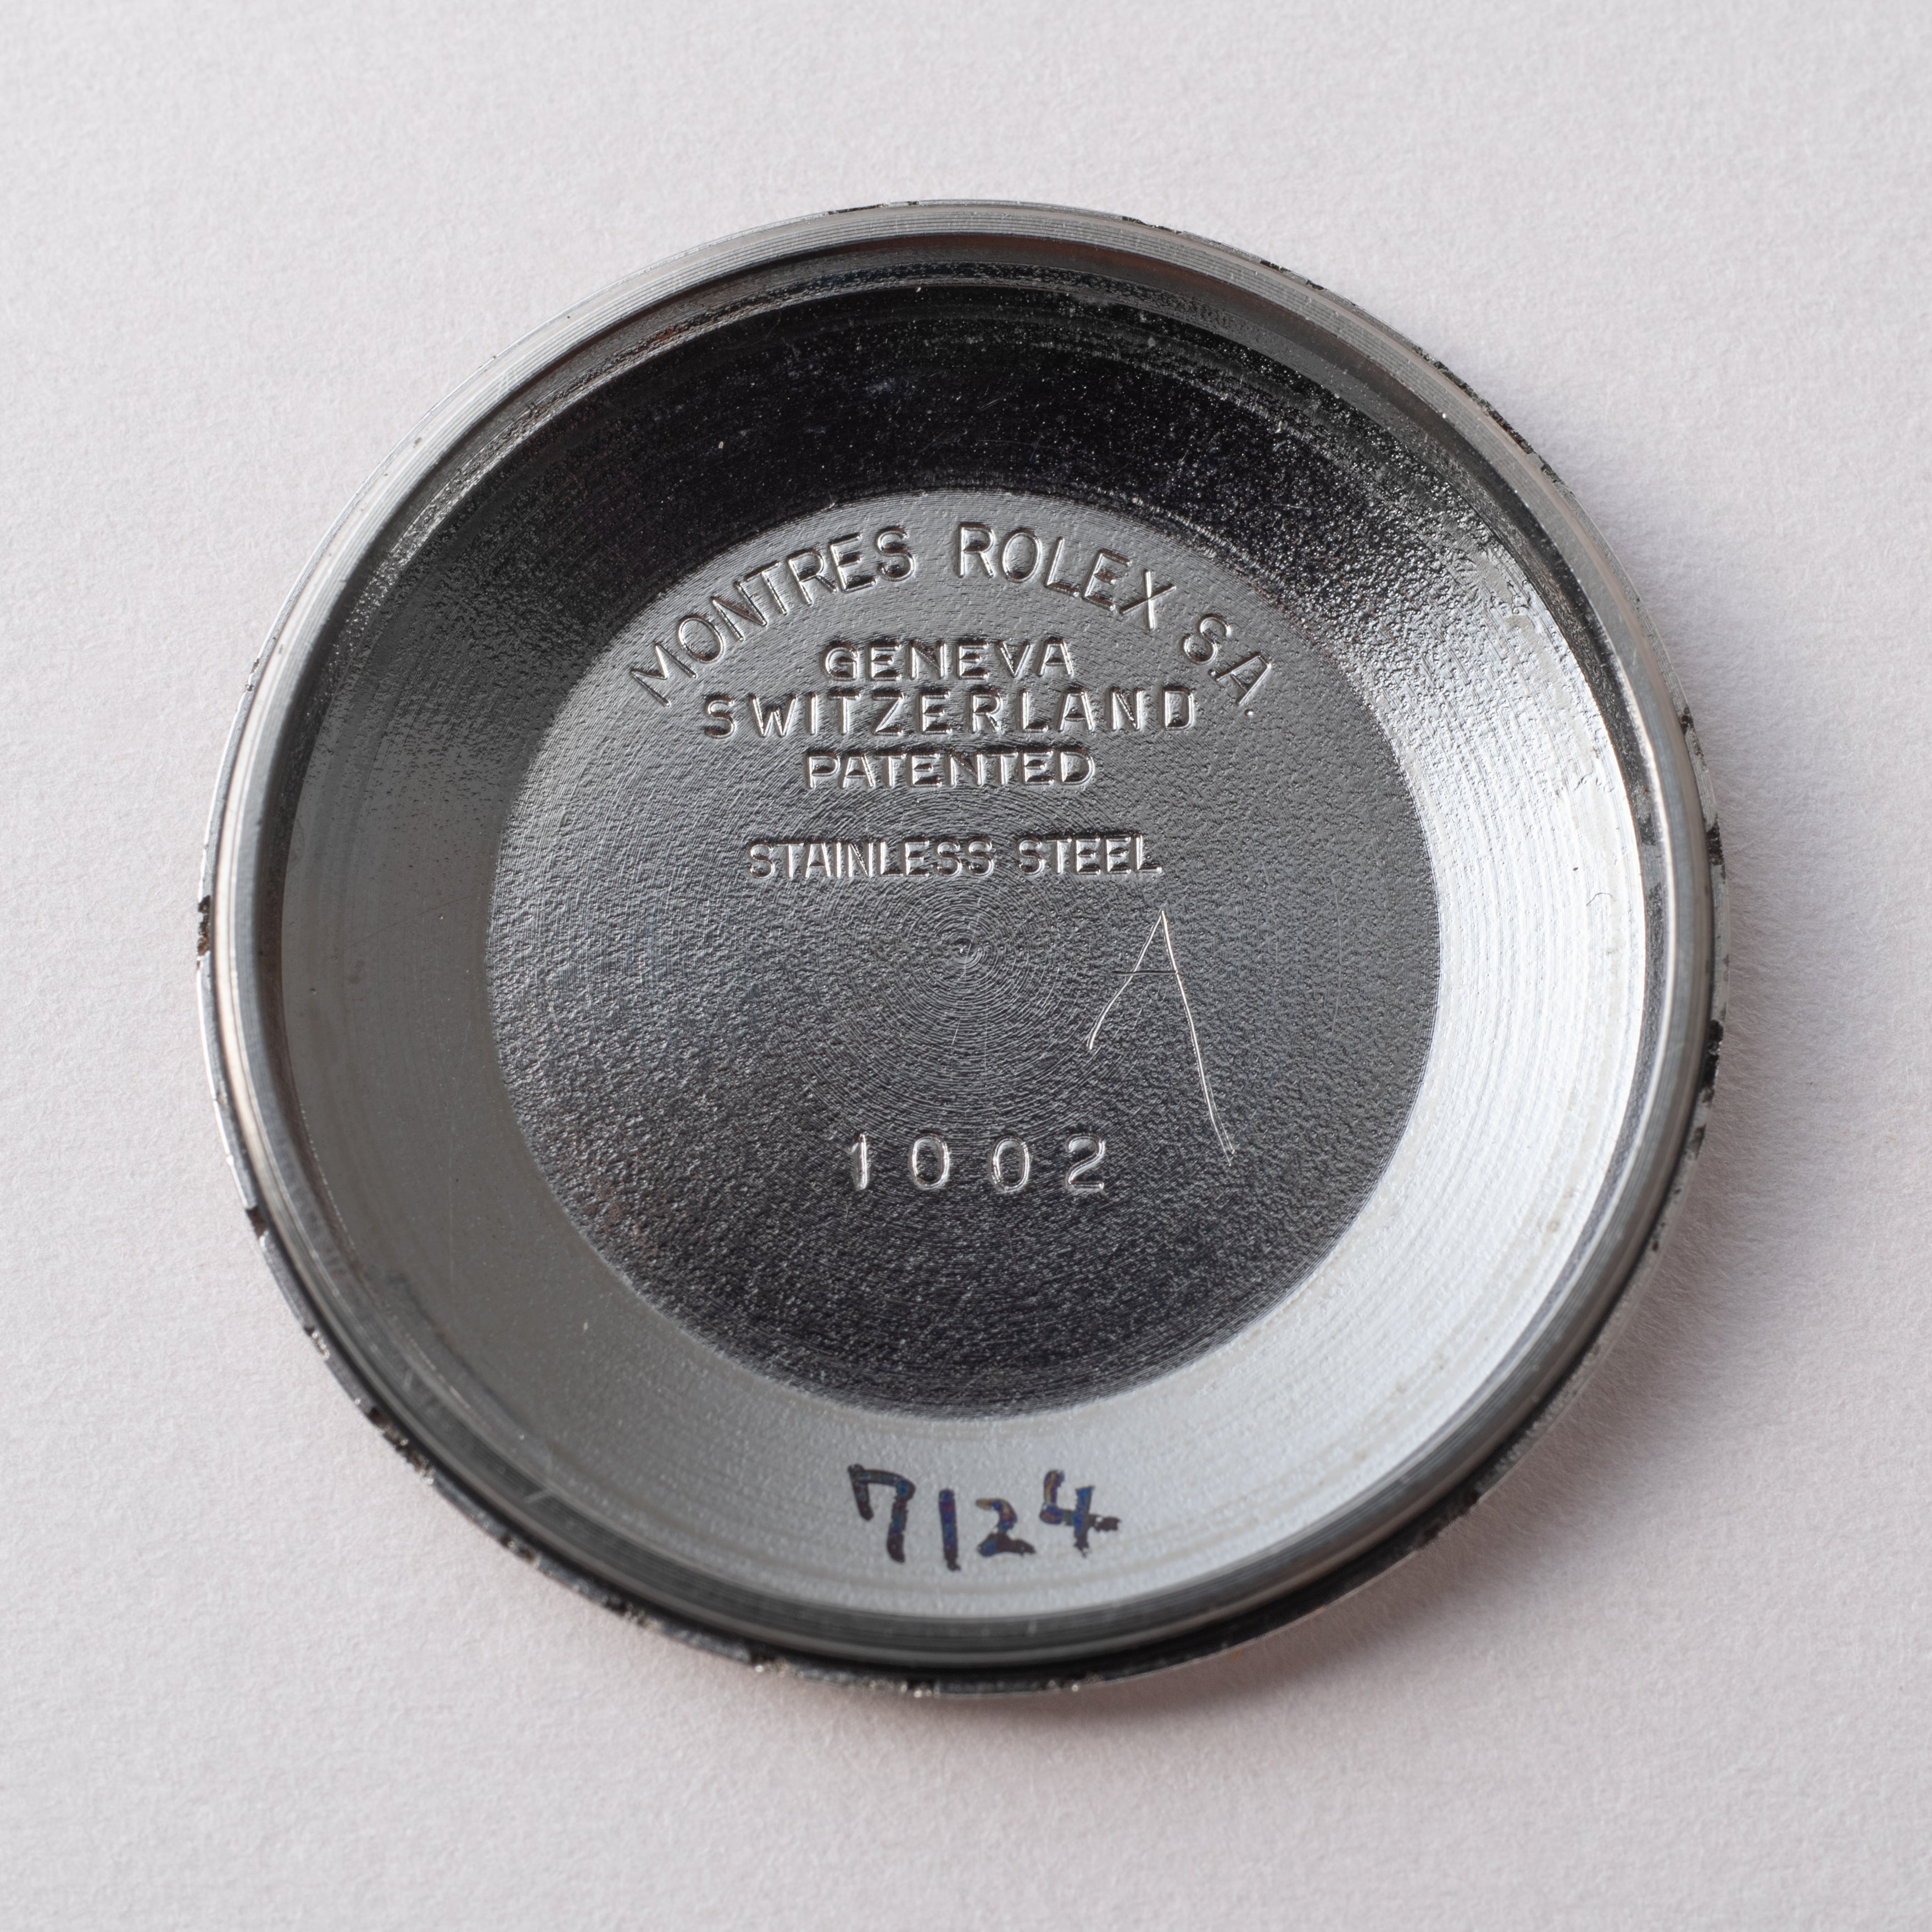 MONTRES ROLEX S.A.
GENEVA
SWITZERLAND
PATENTED
STAINLESS STEEL
A
1002
7124